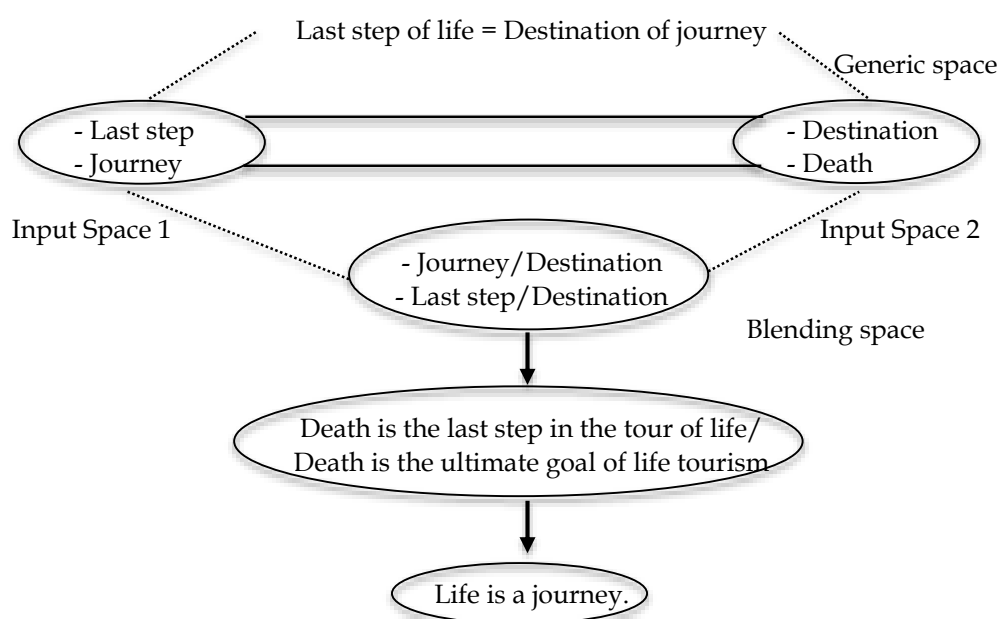 Last step of life = Destination of journey
Generic space
- Last step
- Journey
- Destination
- Death
Input Space 1
Input Space 2
- Journey/Destination
- Last step/Destination
Blending space
Death is the last step in the tour of life/
Death is the ultimate goal of life tourism
Life is a journey.